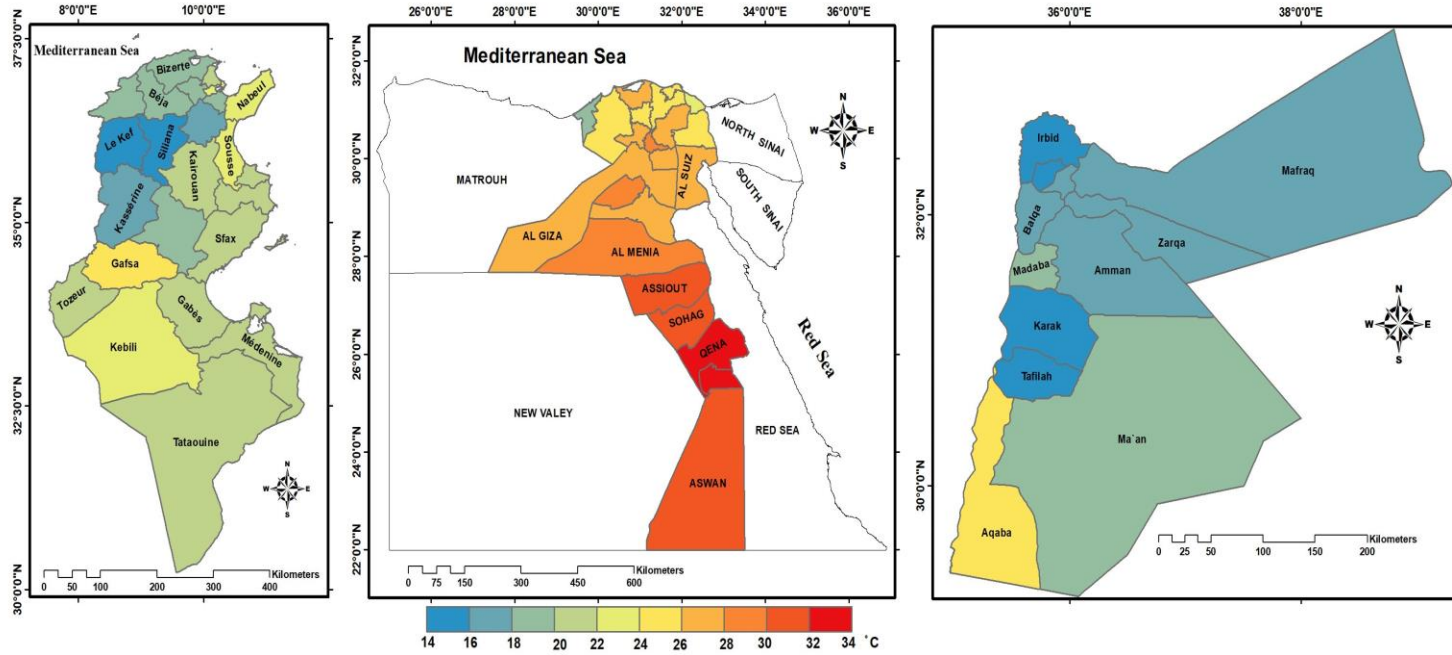 8°0'0"E 10°0'0"E
37°30'0"N
35°0'0"N
32°30'0"N
30°0'0"N
Mediterranean Sea
Bizerte
Béja
Nabeul
Le Kef
Siliana
Sousse
Kairouan
Kassérine
Sfax
Gafsa
Tozeur
Gabès
Kebili
Médenine
Tataouine
N
W E
S
0 50 100 200 300 400
Kilometers
26°0'0"E 28°0'0"E 30°0'0"E 32°0'0"E 34°0'0"E 36°0'0"E
32°0'0"N
30°0'0"N
28°0'0"N
26°0'0"N
24°0'0"N
22°0'0"N
Mediterranean Sea
N
W E
S
NORTH SINAI
MATROUH
AL SUIZ
SOUTH SINAI
AL GIZA
AL MENIA
ASSIOUT
SOHAG
QENA
Red Sea
NEW VALEY
RED SEA
ASWAN
0 75 150 300 450 600
Kilometers
14 16 18 20 22 24 26 28 30 32 34 °C
36°0'0"E 38°0'0"E
32°0'0"N
30°0'0"N
Irbid
Mafraq
Balqa
Zarqa
Madaba
Amman
Karak
Tafilah
Ma`an
Aqaba
N
W E
S
0 25 50 100 150 200
Kilometers